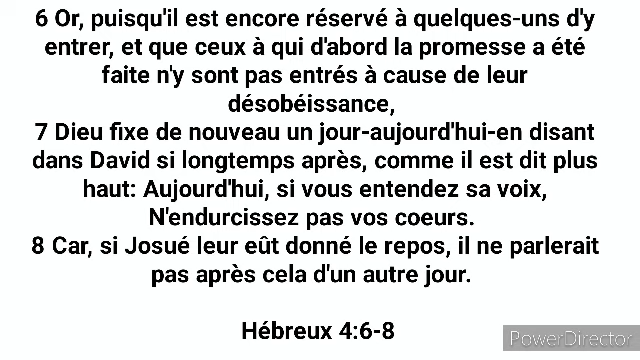 6 Or, puisqu'il est encore réservé à quelques-uns d'y
entrer, et que ceux à qui d'abord la promesse a été
faite n'y sont pas entrés à cause de leur
désobéissance,
7 Dieu fixe de nouveau un jour-aujourd'hui-en disant
dans David si longtemps après, comme il est dit plus
haut: Aujourd'hui, si vous entendez sa voix,
N'endurcissez pas vos coeurs.
8 Car, si Josué leur eût donné le repos, il ne parlerait
pas après cela d'un autre jour.
Hébreux 4:6-8
PowerDirector